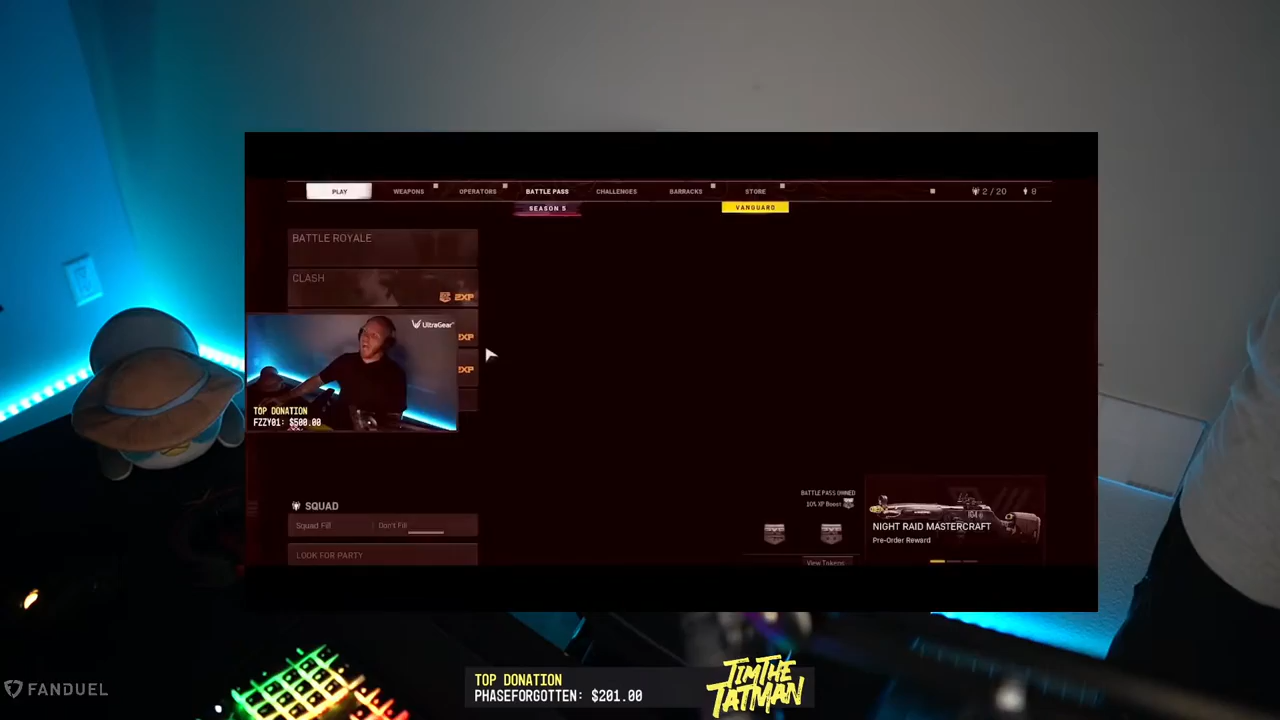 PLAY
WEAPONS
OPERATORS
BATTLE PASS
CHALLENGES
BARRACKS
STORE
2 / 20
8
SEASON 5
VANGUARD
BATTLE ROYALE
CLASH
2XP
UltraGear
2XP
2XP
TOP DONATION
FZZY01: $500.00
BATTLE PASS OWNED
10% XP Boost
SQUAD
Squad Fill
Don't Fill
NIGHT RAID MASTERCRAFT
Pre-Order Reward
LOOK FOR PARTY
View Tokens
FANDUEL
TOP DONATION
PHASEFORGOTTEN: $201.00
TIMTHE
TATMAN